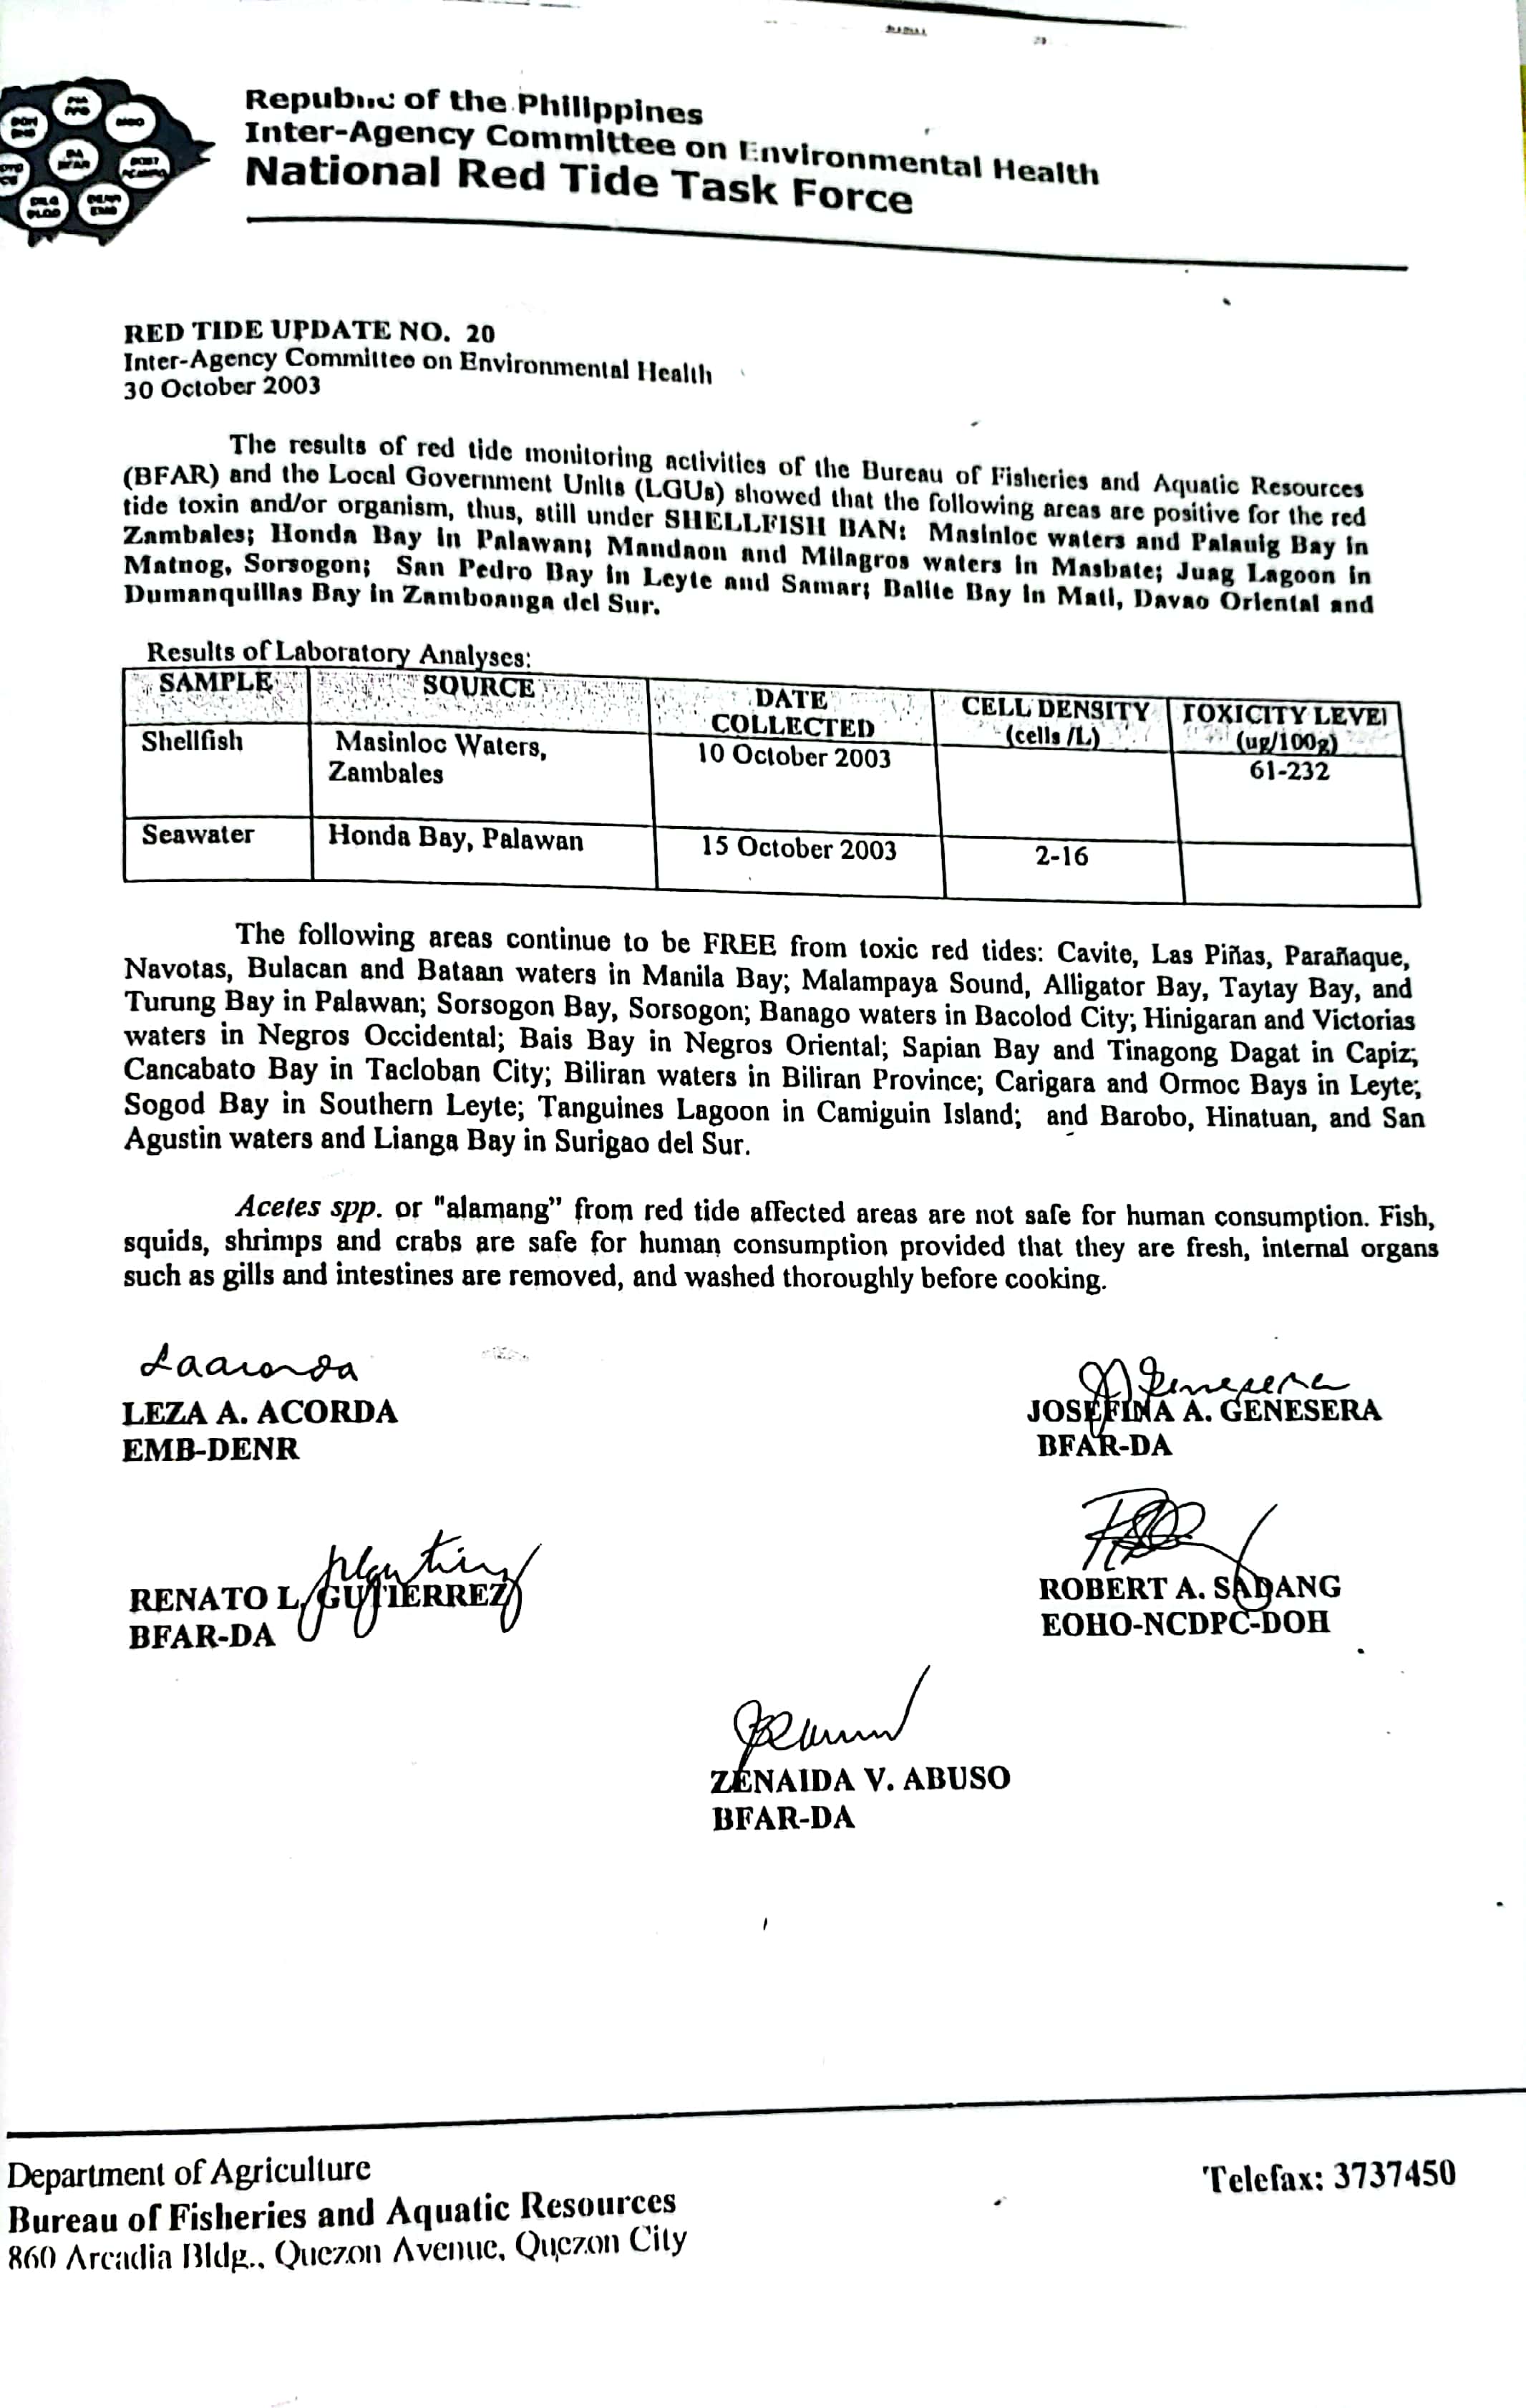 Republic of the Philippines
Inter-Agency Committee on Environmental Health
National Red Tide Task Force
RED TIDE UPDATE NO. 20
Inter-Agency Committee on Environmental Health
30 October 2003
The results of red tide monitoring activities of the Bureau of Fisheries and Aquatic Resources
(BFAR) and the Local Government Units (LGUs) showed that the following areas are positive for the red
tide toxin and/or organism, thus, still under SHELLFISH BAN: Masinloc waters and Palauig Bay in
Zambales; Honda Bay in Palawan; Mandaon and Milagros waters in Masbate; Juag Lagoon in
Matnog, Sorsogon; San Pedro Bay in Leyte and Samar; Balite Bay in Mati, Davao Oriental and
Dumanquillas Bay in Zamboanga del Sur.
Results of Laboratory Analyses:
SAMPLE SOURCE DATE COLLECTED CELL DENSITY (cells /L) TOXICITY LEVEL (ug/100g)
Shellfish Masinloc Waters, Zambales 10 October 2003 61-232
Seawater Honda Bay, Palawan 15 October 2003 2-16
The following areas continue to be FREE from toxic red tides: Cavite, Las Piñas, Parañaque,
Navotas, Bulacan and Bataan waters in Manila Bay; Malampaya Sound, Alligator Bay, Taytay Bay, and
Turung Bay in Palawan; Sorsogon Bay, Sorsogon; Banago waters in Bacolod City; Hinigaran and Victorias
waters in Negros Occidental; Bais Bay in Negros Oriental; Sapian Bay and Tinagong Dagat in Capiz;
Cancabato Bay in Tacloban City; Biliran waters in Biliran Province; Carigara and Ormoc Bays in Leyte;
Sogod Bay in Southern Leyte; Tanguines Lagoon in Camiguin Island; and Barobo, Hinatuan, and San
Agustin waters and Lianga Bay in Surigao del Sur.
Acetes spp. or "alamang" from red tide affected areas are not safe for human consumption. Fish,
squids, shrimps and crabs are safe for human consumption provided that they are fresh, internal organs
such as gills and intestines are removed, and washed thoroughly before cooking.
LEZA A. ACORDA
EMB-DENR
JOSEFINA A. GENESERA
BFAR-DA
RENATO L. GUTIERREZ
BFAR-DA
ROBERT A. SADANG
EOHO-NCDPC-DOH
ZENAIDA V. ABUSO
BFAR-DA
Department of Agriculture
Bureau of Fisheries and Aquatic Resources
860 Arcadia Bldg., Quezon Avenue, Quezon City
Telefax: 3737450